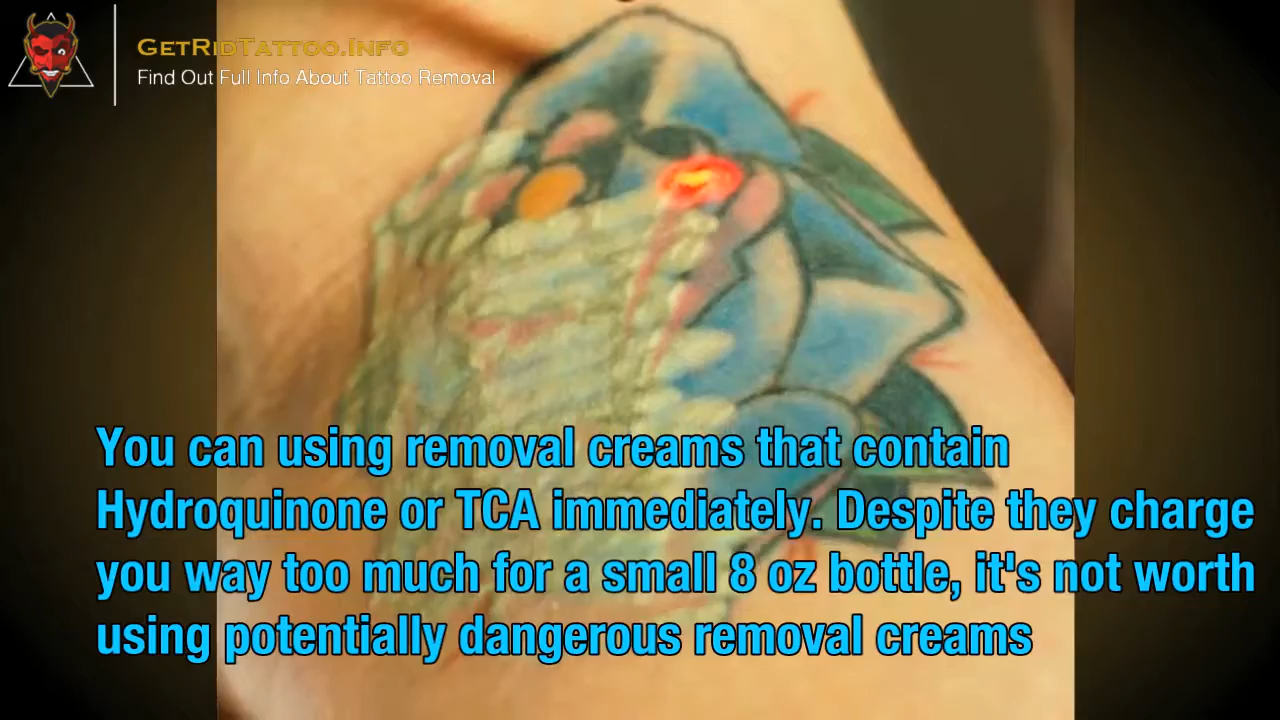 GetRidTattoo.Info
Find Out Full Info About Tattoo Removal
You can using removal creams that contain
Hydroquinone or TCA immediately. Despite they charge
you way too much for a small 8 oz bottle, it's not worth
using potentially dangerous removal creams